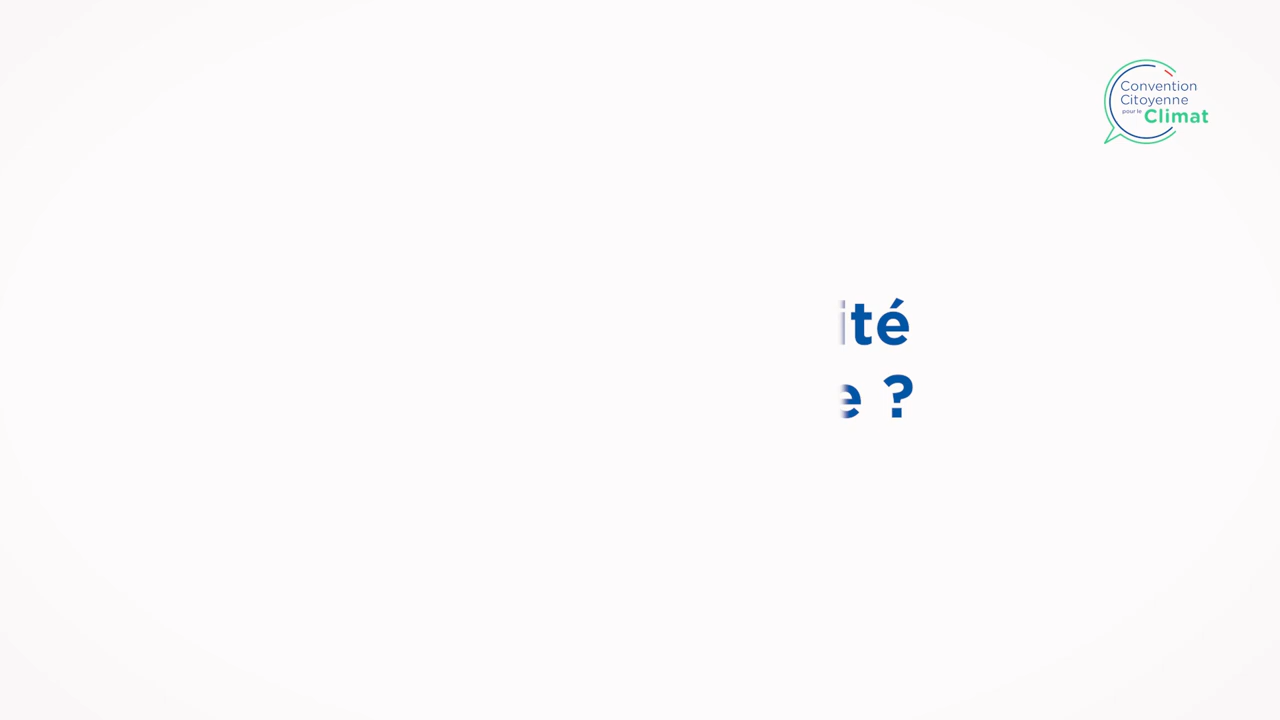 Convention
Citoyenne
pour le Climat
ité
e ?